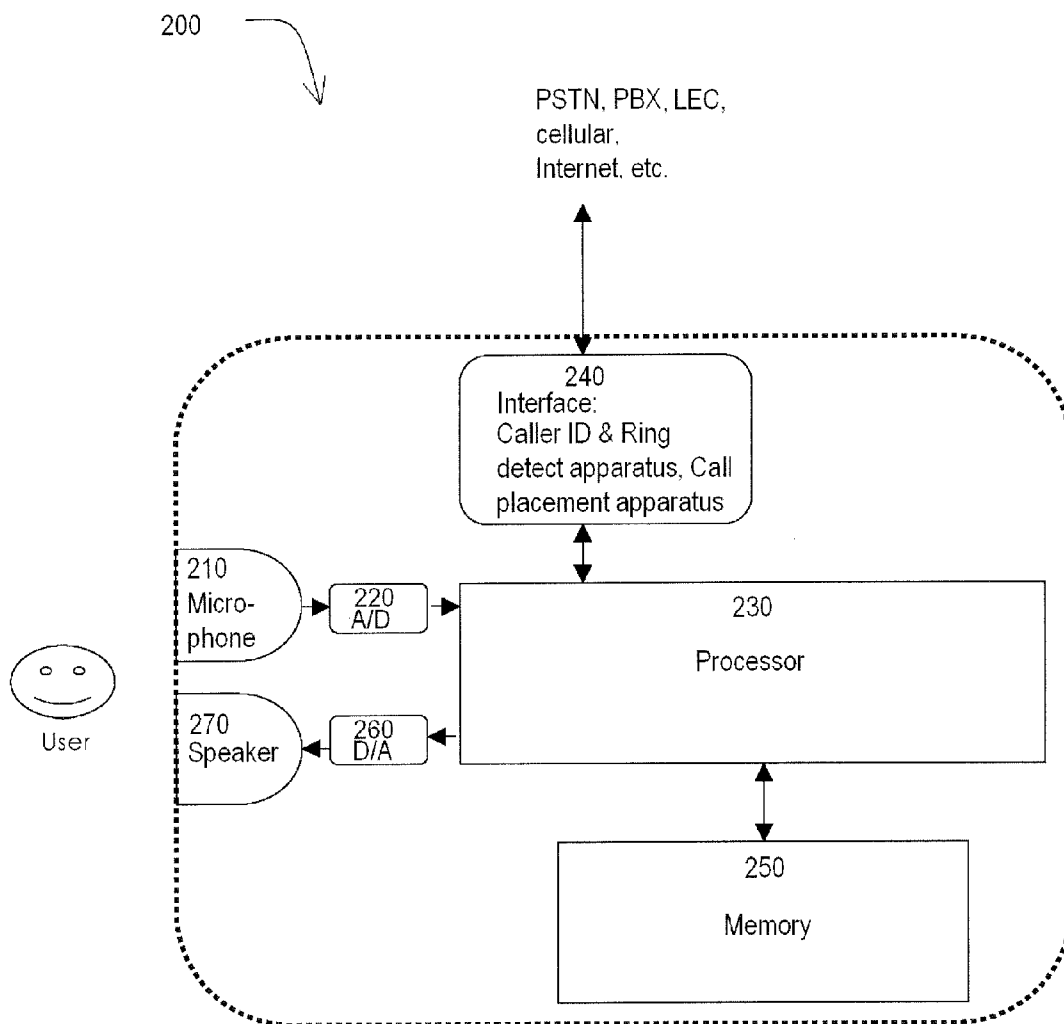 200
PSTN, PBX, LEC,
cellular,
Internet, etc.
240
Interface:
Caller ID & Ring
detect apparatus, Call
placement apparatus
210
Micro-
phone
220
A/D
230
Processor
User
270
Speaker
260
D/A
250
Memory